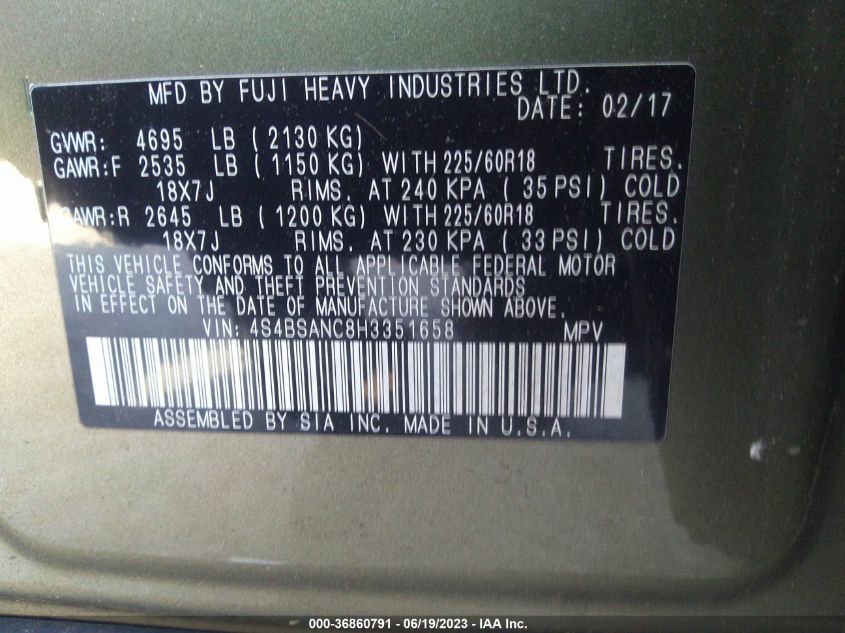 MFD BY FUJI HEAVY INDUSTRIES LTD.
DATE: 02/17
GVWR: 4695 LB ( 2130 KG)
GAWR:F 2535 LB ( 1150 KG) WITH 225/60R18 TIRES.
18X7J RIMS. AT 240 KPA ( 35 PSI) COLD
GAWR:R 2645 LB ( 1200 KG) WITH 225/60R18 TIRES.
18X7J RIMS. AT 230 KPA ( 33 PSI) COLD
THIS VEHICLE CONFORMS TO ALL APPLICABLE FEDERAL MOTOR
VEHICLE SAFETY AND THEFT PREVENTION STANDARDS
IN EFFECT ON THE DATE OF MANUFACTURE SHOWN ABOVE.
VIN: 4S4BSANC8H3351658 MPV
ASSEMBLED BY SIA INC. MADE IN U.S.A.
000-36860791 - 06/19/2023 - IAA Inc.